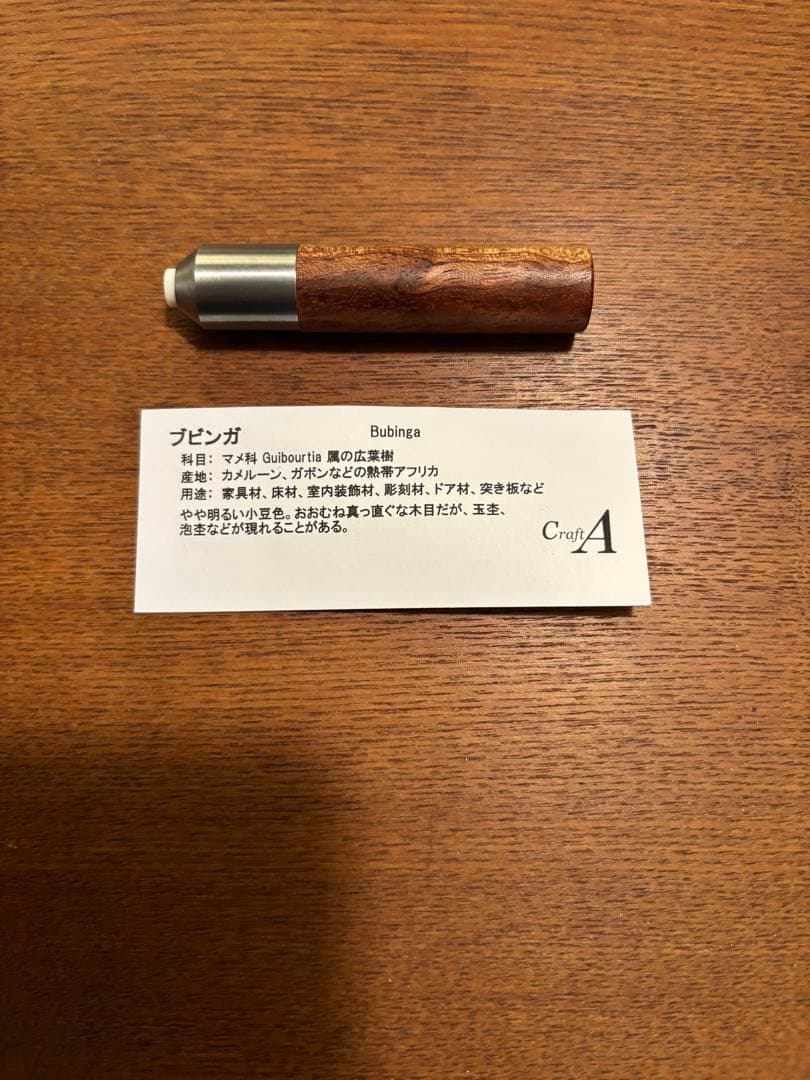 ブビンガ Bubinga
科目： マメ科 Guibourtia 属の広葉樹
産地： カメルーン、ガボンなどの熱帯アフリカ
用途： 家具材、床材、室内装飾材、彫刻材、ドア材、突き板など
やや明るい小豆色。おおむね真っ直ぐな木目だが、玉杢、
泡杢などが現れることがある。
Craft A